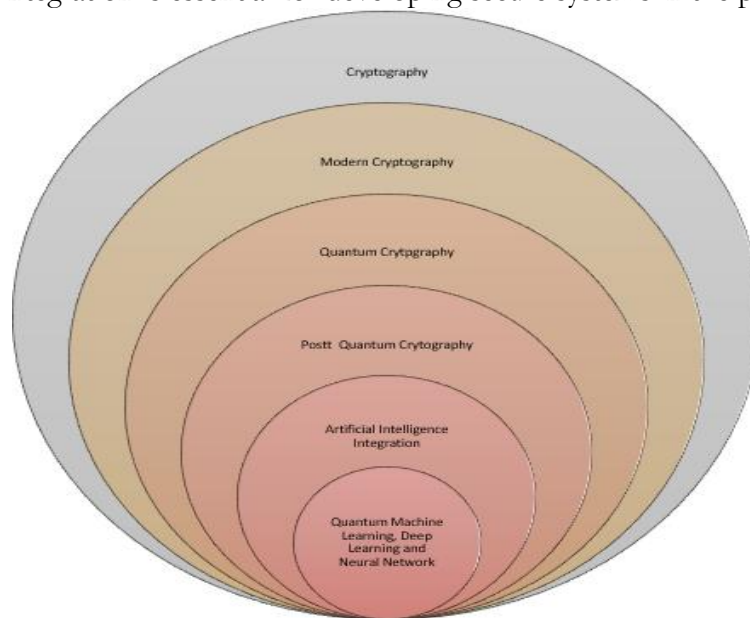 Cryptography
Modern Cryptography
Quantum Crytpgraphy
Postt Quantum Crytography
Artificial Intelligence
Integration
Quantum Machine
Learning, Deep
Learning and
Neural Network